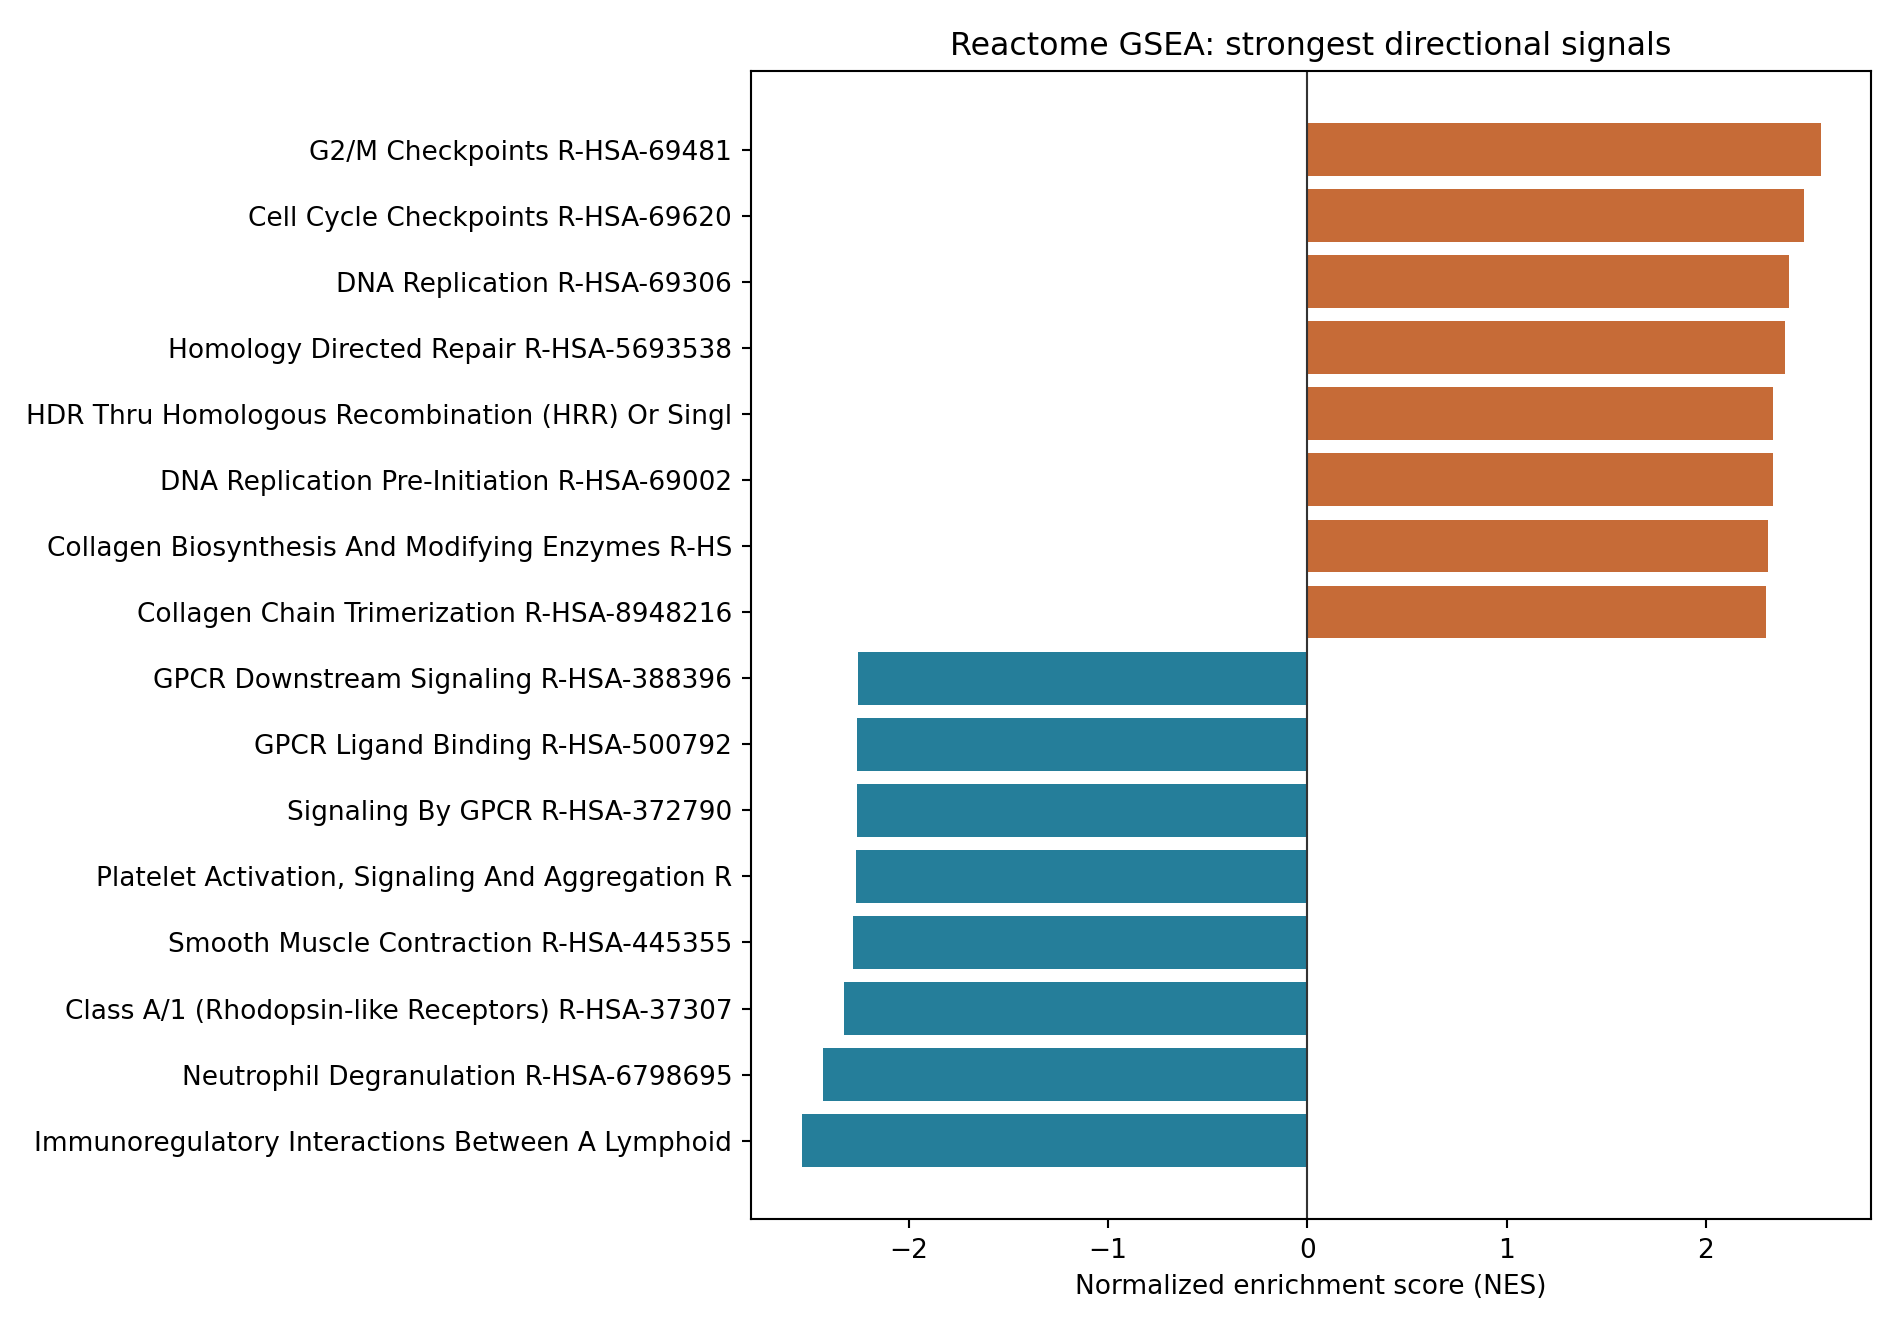 Reactome GSEA: strongest directional signals
G2/M Checkpoints R-HSA-69481
Cell Cycle Checkpoints R-HSA-69620
DNA Replication R-HSA-69306
Homology Directed Repair R-HSA-5693538
HDR Thru Homologous Recombination (HRR) Or Singl
DNA Replication Pre-Initiation R-HSA-69002
Collagen Biosynthesis And Modifying Enzymes R-HS
Collagen Chain Trimerization R-HSA-8948216
GPCR Downstream Signaling R-HSA-388396
GPCR Ligand Binding R-HSA-500792
Signaling By GPCR R-HSA-372790
Platelet Activation, Signaling And Aggregation R
Smooth Muscle Contraction R-HSA-445355
Class A/1 (Rhodopsin-like Receptors) R-HSA-37307
Neutrophil Degranulation R-HSA-6798695
Immunoregulatory Interactions Between A Lymphoid
−2 −1 0 1 2
Normalized enrichment score (NES)